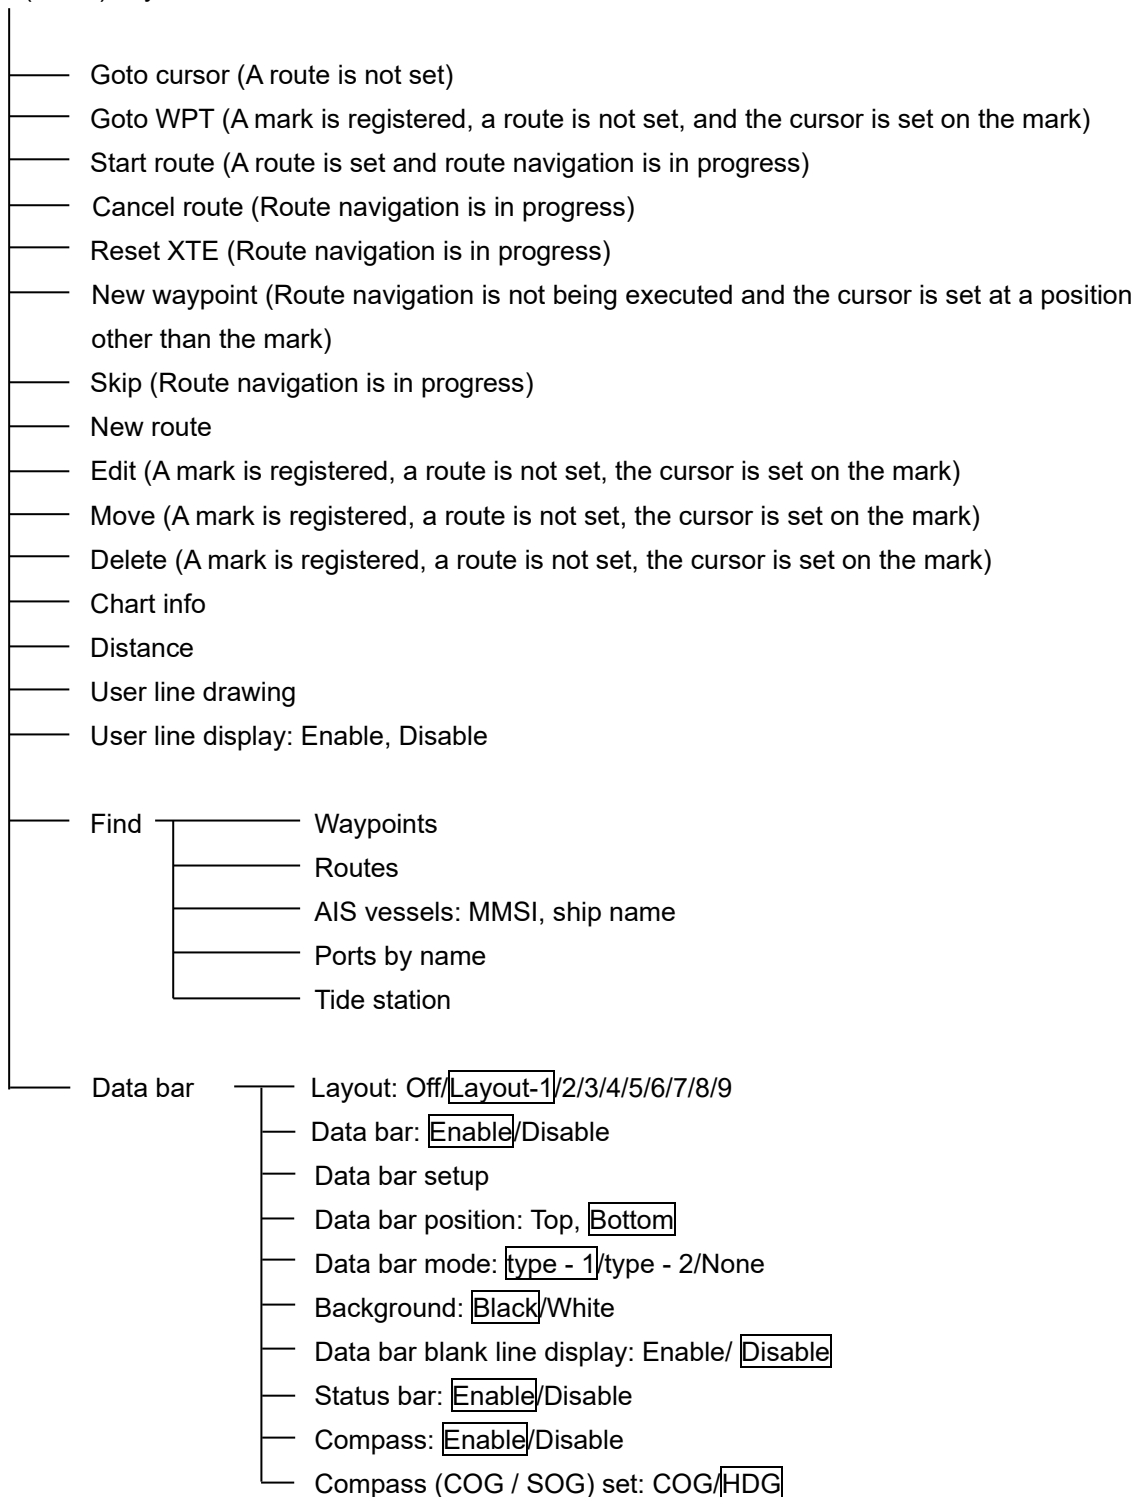 Goto cursor (A route is not set)
Goto WPT (A mark is registered, a route is not set, and the cursor is set on the mark)
Start route (A route is set and route navigation is in progress)
Cancel route (Route navigation is in progress)
Reset XTE (Route navigation is in progress)
New waypoint (Route navigation is not being executed and the cursor is set at a position
other than the mark)
Skip (Route navigation is in progress)
New route
Edit (A mark is registered, a route is not set, the cursor is set on the mark)
Move (A mark is registered, a route is not set, the cursor is set on the mark)
Delete (A mark is registered, a route is not set, the cursor is set on the mark)
Chart info
Distance
User line drawing
User line display: Enable, Disable
Find Waypoints
Routes
AIS vessels: MMSI, ship name
Ports by name
Tide station
Data bar Layout: Off/Layout-1/2/3/4/5/6/7/8/9
Data bar: Enable/Disable
Data bar setup
Data bar position: Top, Bottom
Data bar mode: type - 1/type - 2/None
Background: Black/White
Data bar blank line display: Enable/ Disable
Status bar: Enable/Disable
Compass: Enable/Disable
Compass (COG / SOG) set: COG/HDG